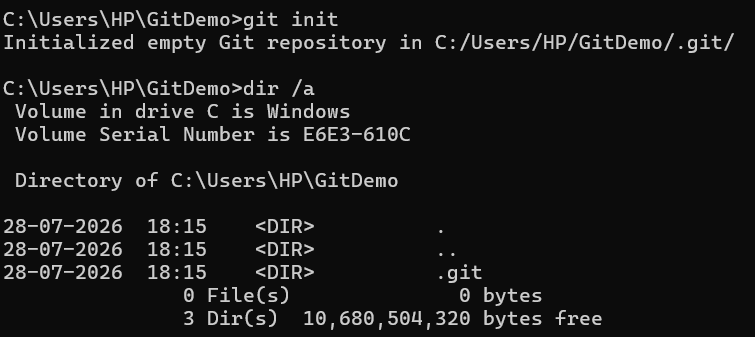 C:\Users\HP\GitDemo>git init
Initialized empty Git repository in C:/Users/HP/GitDemo/.git/
C:\Users\HP\GitDemo>dir /a
Volume in drive C is Windows
Volume Serial Number is E6E3-610C
Directory of C:\Users\HP\GitDemo
28-07-2026  18:15    <DIR>          .
28-07-2026  18:15    <DIR>          ..
28-07-2026  18:15    <DIR>          .git
0 File(s)              0 bytes
3 Dir(s)  10,680,504,320 bytes free